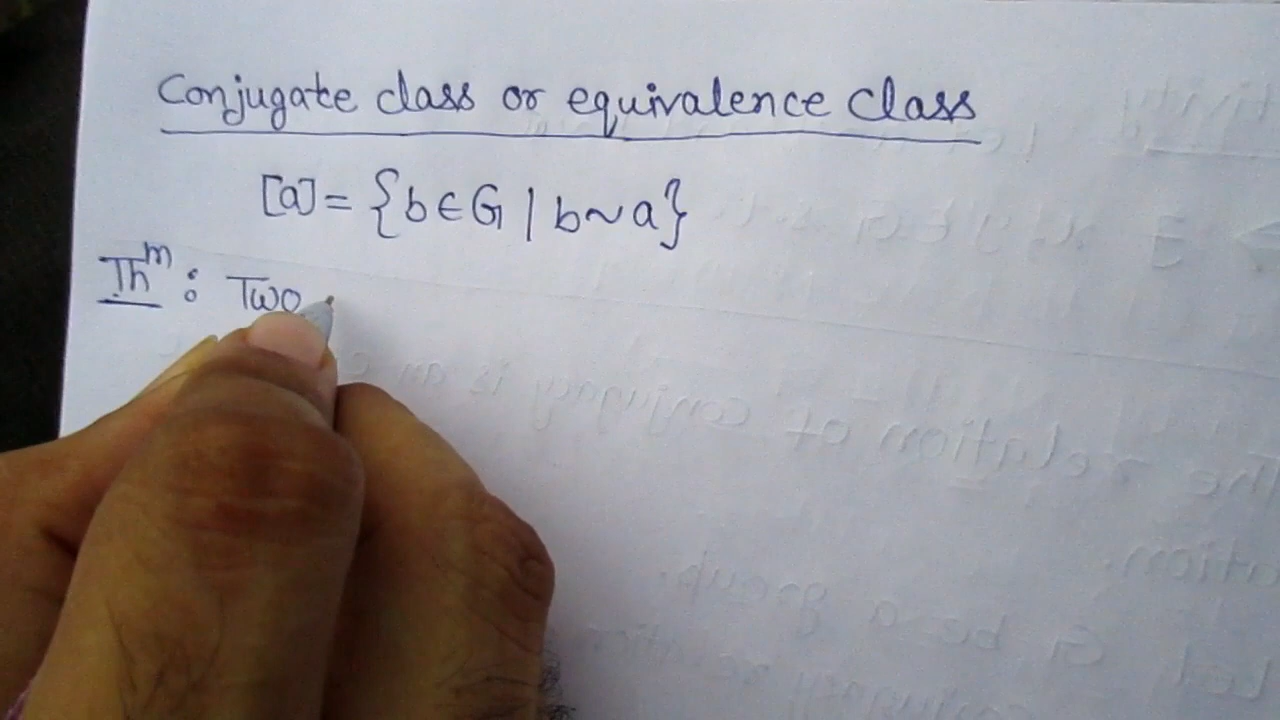 Conjugate class or equivalence class
[a] = {b ∈ G | b ~ a}
Thᵐ : Two